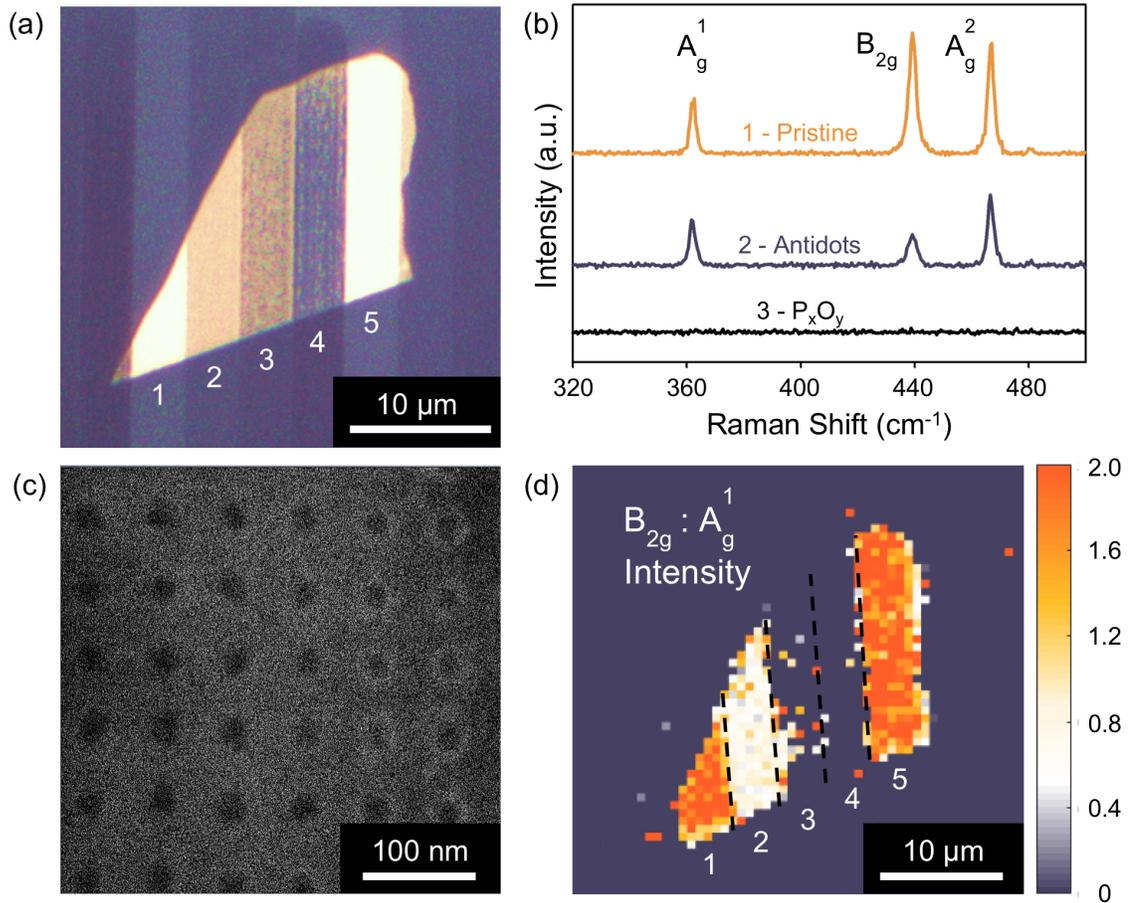 (a)
1
2
3
4
5
10 µm
(b)
A_g^1
B_2g
A_g^2
1 - Pristine
2 - Antidots
3 - P_xO_y
Intensity (a.u.)
320 360 400 440 480
Raman Shift (cm⁻¹)
(c)
100 nm
(d)
B_2g : A_g^1
Intensity
1
2
3
4
5
10 µm
2.0
1.6
1.2
0.8
0.4
0